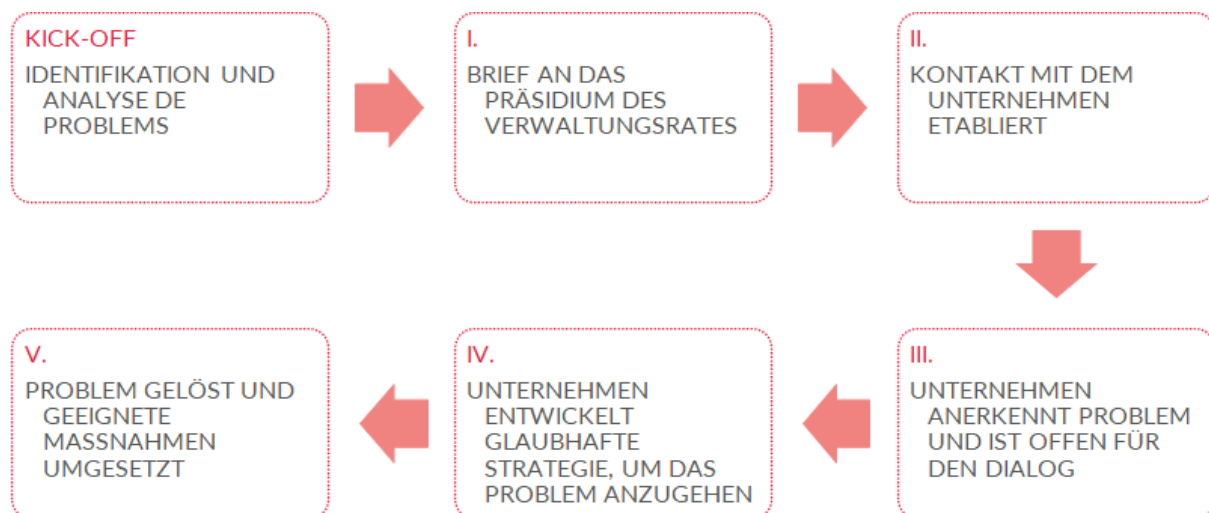 KICK-OFF
IDENTIFIKATION UND
ANALYSE DE
PROBLEMS
I.
BRIEF AN DAS
PRÄSIDIUM DES
VERWALTUNGSRATES
II.
KONTAKT MIT DEM
UNTERNEHMEN
ETABLIERT
III.
UNTERNEHMEN
ANERKENNT PROBLEM
UND IST OFFEN FÜR
DEN DIALOG
IV.
UNTERNEHMEN
ENTWICKELT
GLAUBHAFTE
STRATEGIE, UM DAS
PROBLEM ANZUGEHEN
V.
PROBLEM GELÖST UND
GEEIGNETE
MASSNAHMEN
UMGESETZT